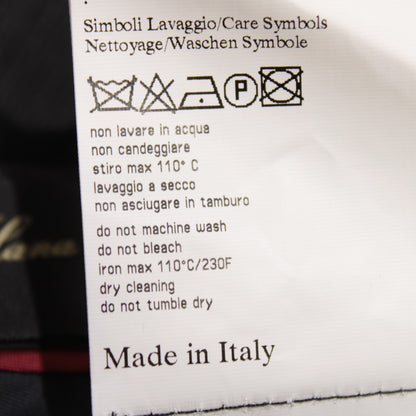 Simboli Lavaggio/Care Symbols
Nettoyage/Waschen Symbole
P
non lavare in acqua
non candeggiare
stiro max 110° C
lavaggio a secco
non asciugare in tamburo
do not machine wash
do not bleach
iron max 110°C/230F
dry cleaning
do not tumble dry
Made in Italy